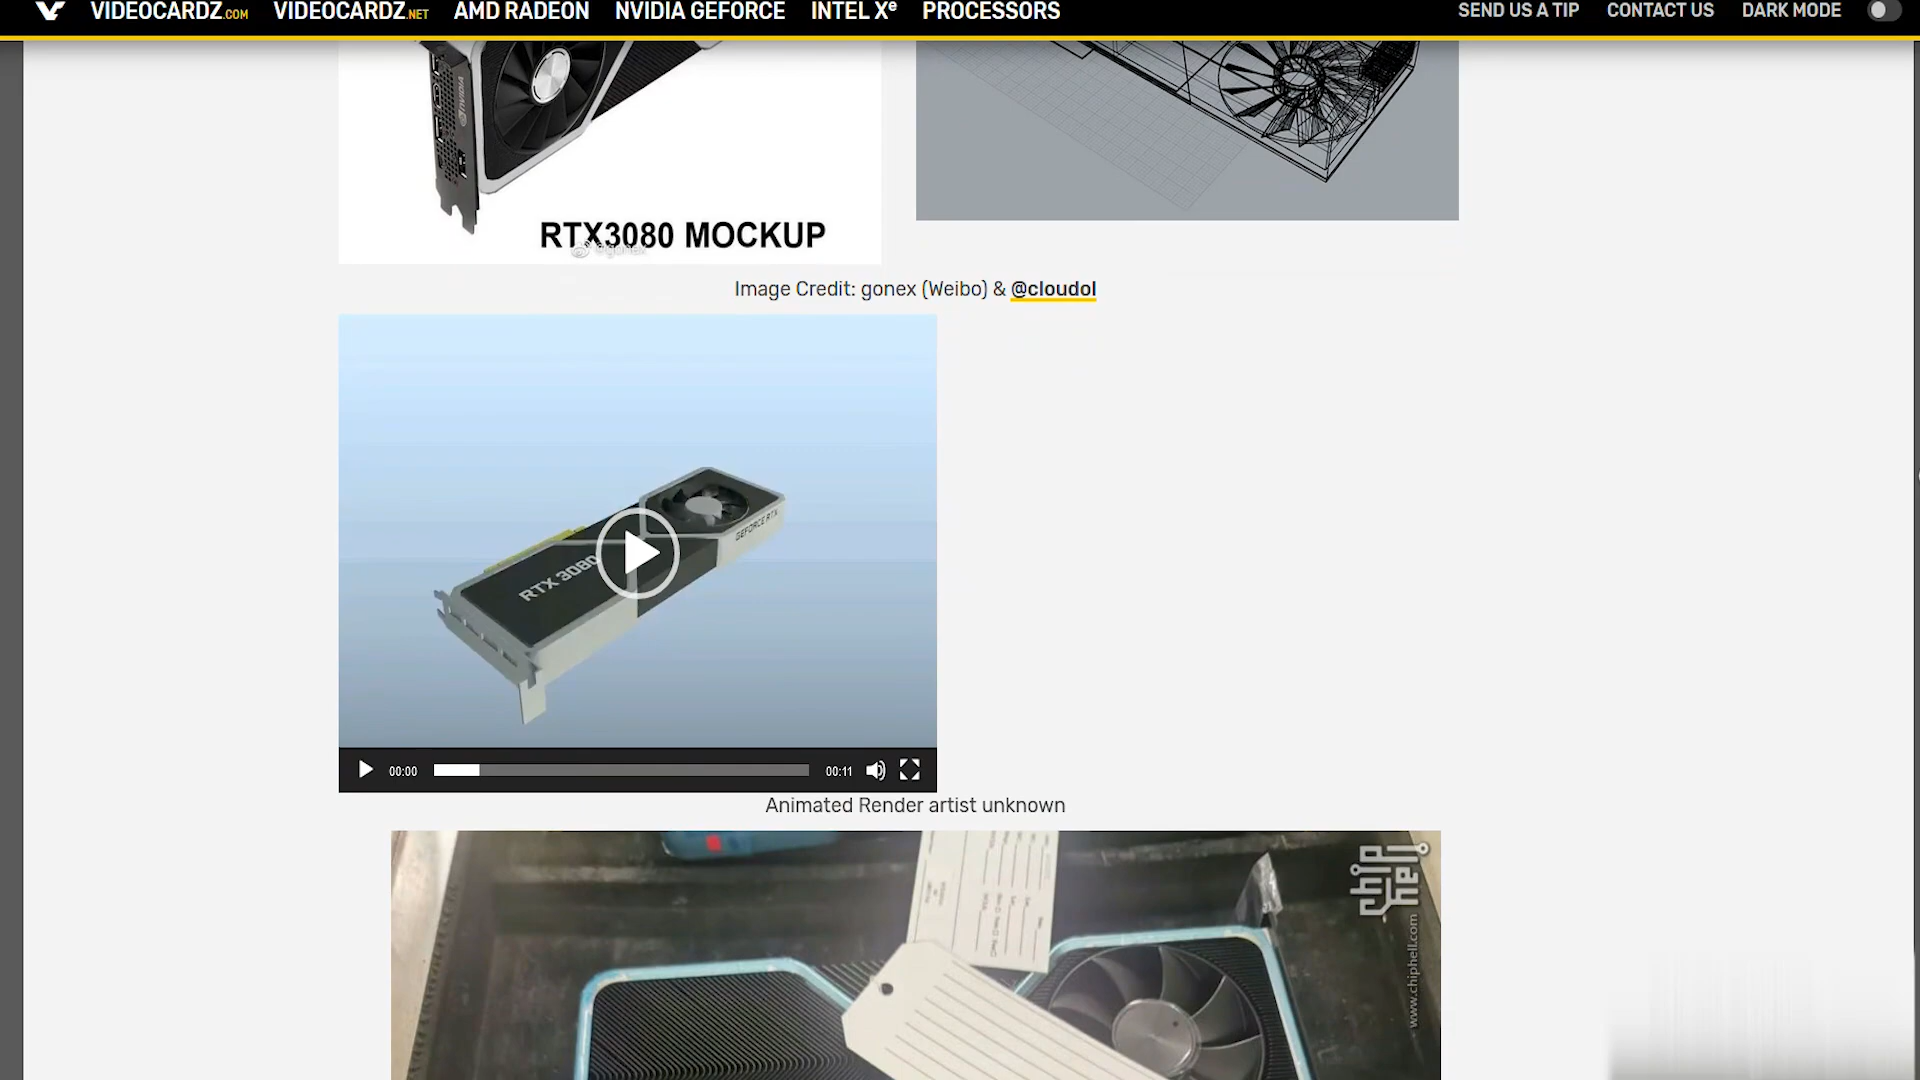 VIDEOCARDZ.COM VIDEOCARDZ.NET AMD RADEON NVIDIA GEFORCE INTEL Xe PROCESSORS SEND US A TIP CONTACT US DARK MODE
NVIDIA
RTX3080 MOCKUP
Image Credit: gonex (Weibo) & @cloudol
GEFORCE RTX
RTX 3080
00:00 00:11
Animated Render artist unknown
chip hell
www.chiphell.com